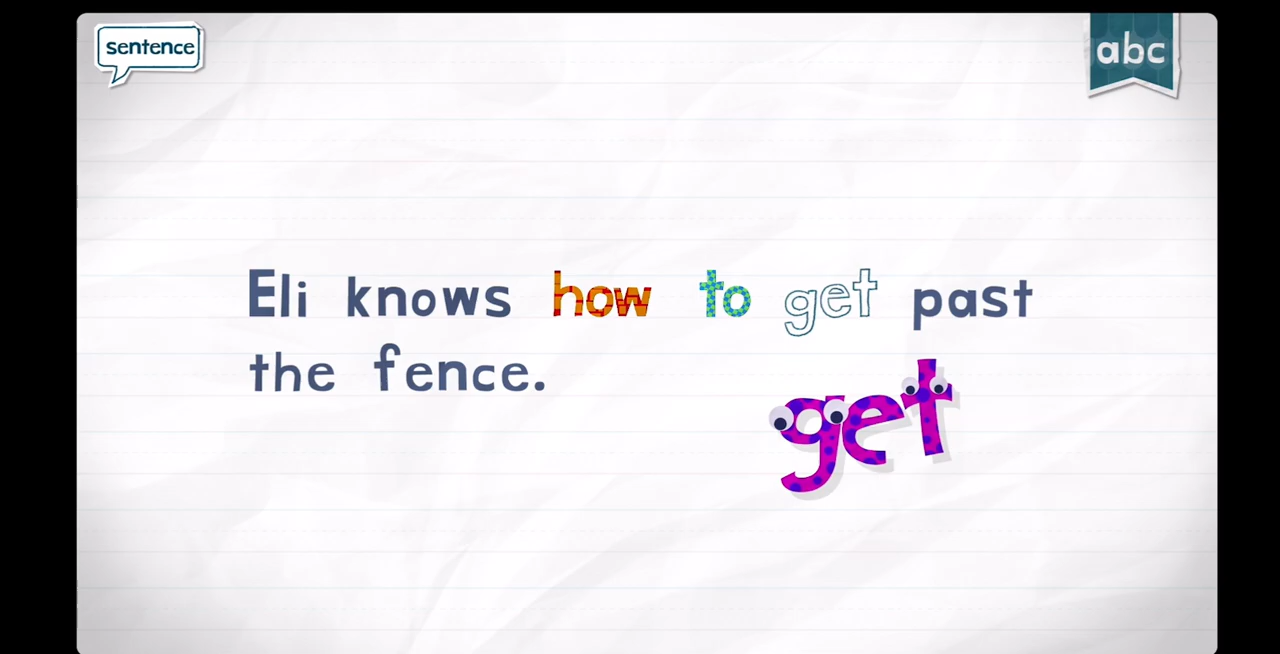 sentence
abc
Eli knows how to get past
the fence.
get